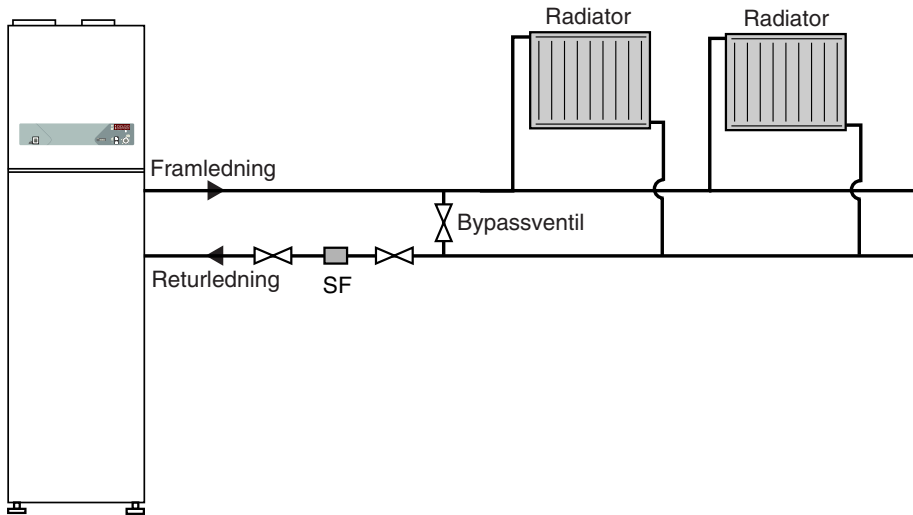 Radiator
Radiator
Framledning
Bypassventil
Returledning
SF